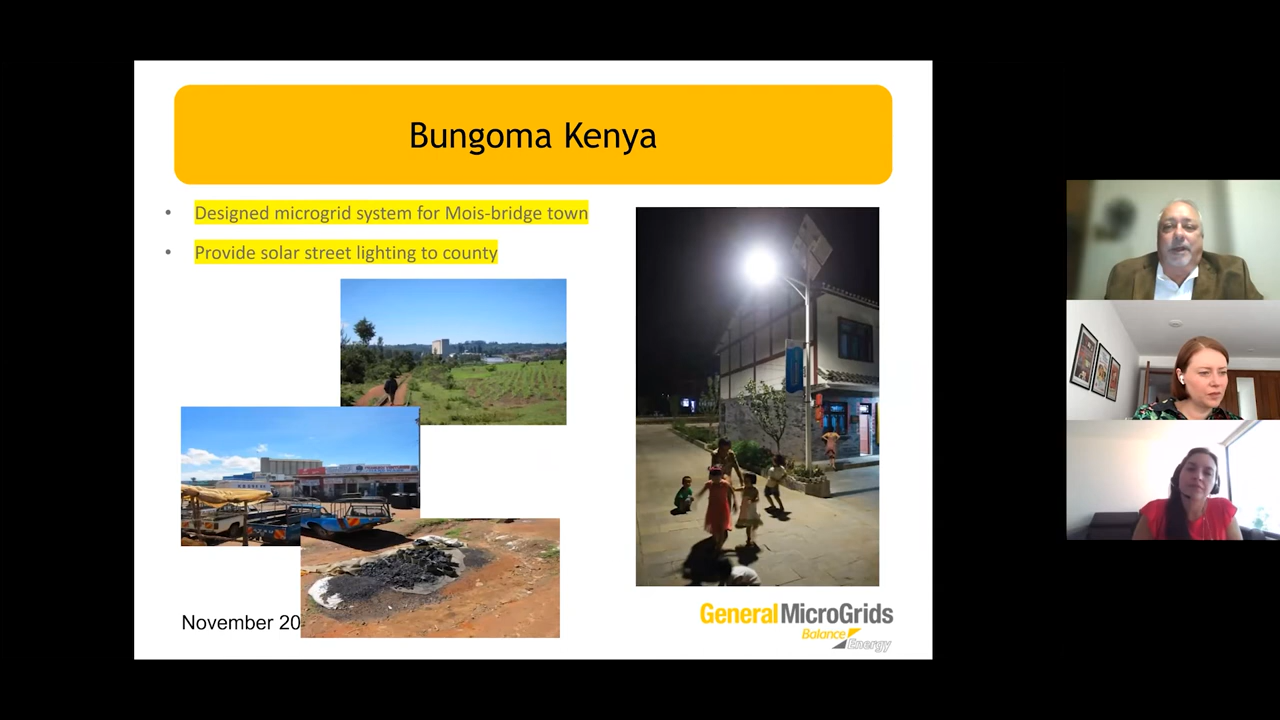 Bungoma Kenya
• Designed microgrid system for Mois-bridge town
• Provide solar street lighting to county
November 20
General MicroGrids
Balance
Energy